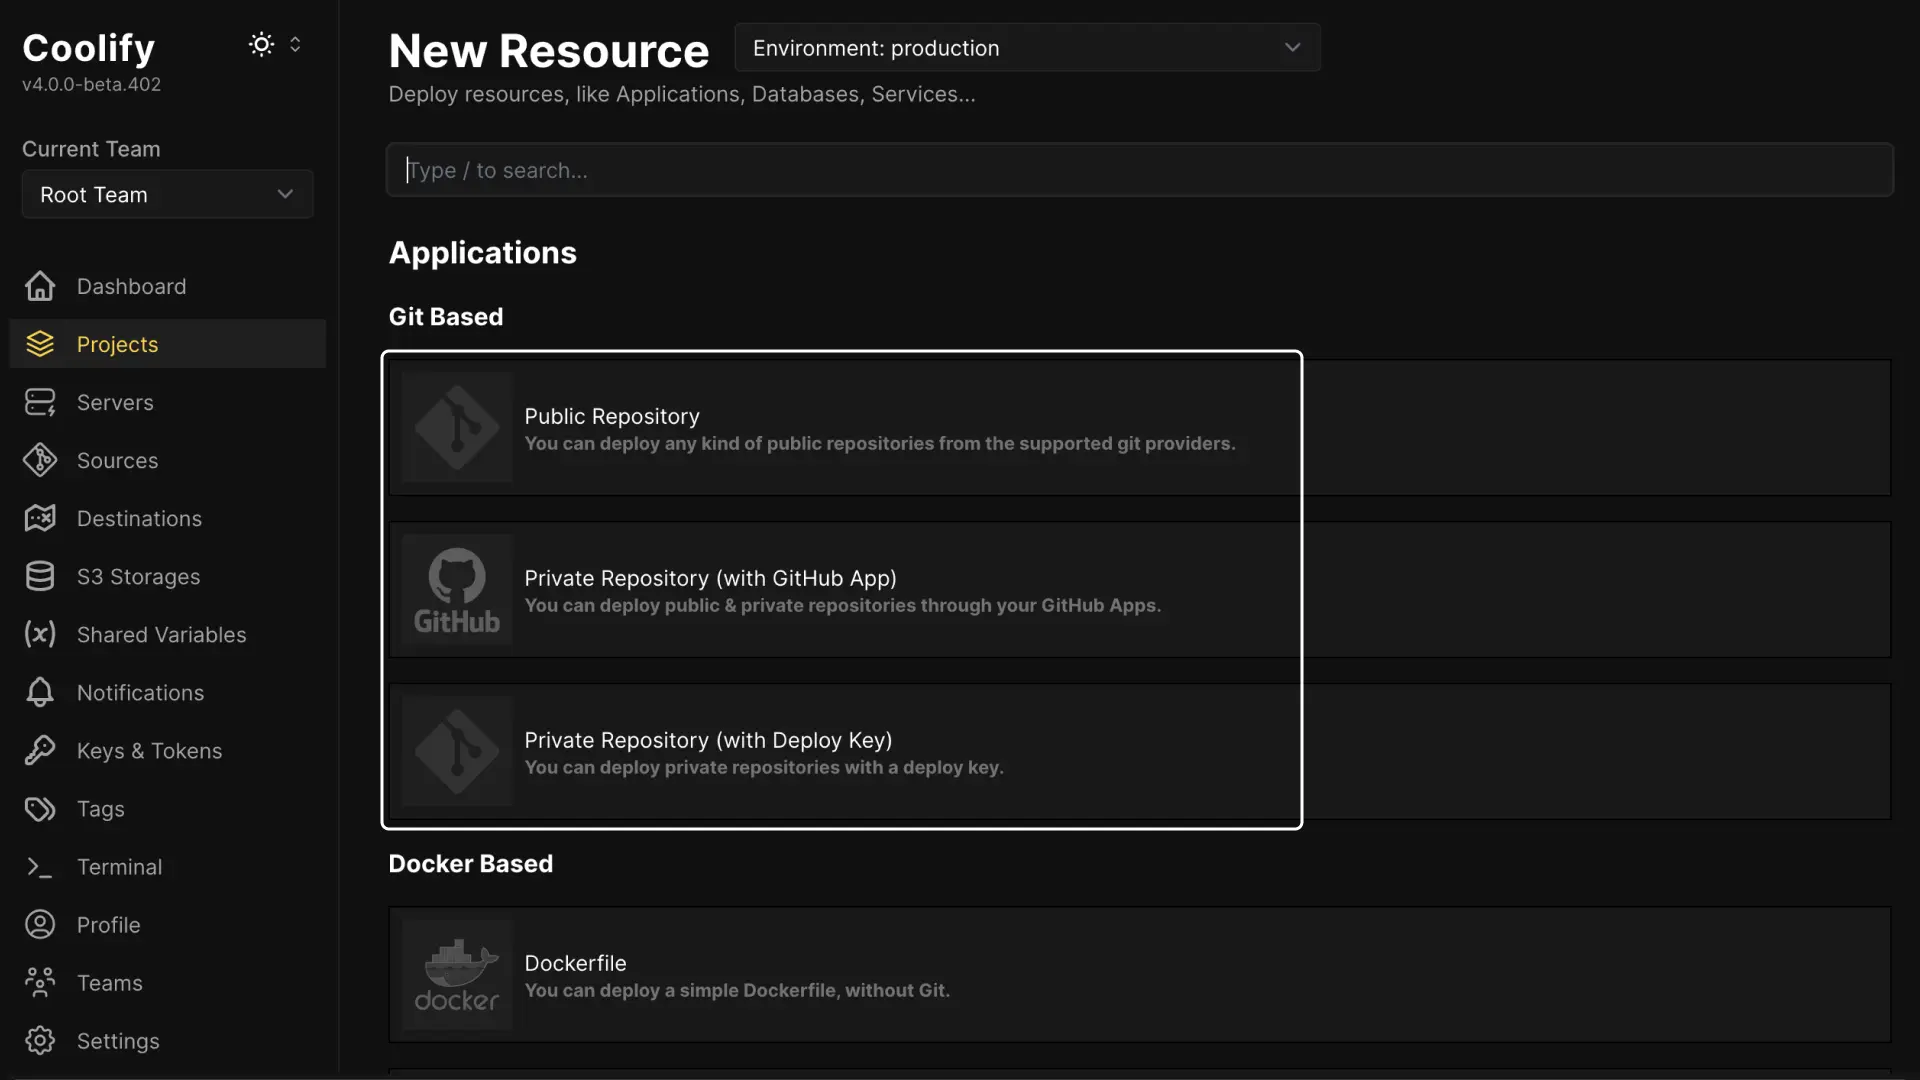 Coolify
v4.0.0-beta.402
Current Team
Root Team
Dashboard
Projects
Servers
Sources
Destinations
S3 Storages
Shared Variables
Notifications
Keys & Tokens
Tags
Terminal
Profile
Teams
Settings
New Resource
Environment: production
Deploy resources, like Applications, Databases, Services...
Type / to search...
Applications
Git Based
Public Repository
You can deploy any kind of public repositories from the supported git providers.
GitHub
Private Repository (with GitHub App)
You can deploy public & private repositories through your GitHub Apps.
Private Repository (with Deploy Key)
You can deploy private repositories with a deploy key.
Docker Based
docker
Dockerfile
You can deploy a simple Dockerfile, without Git.